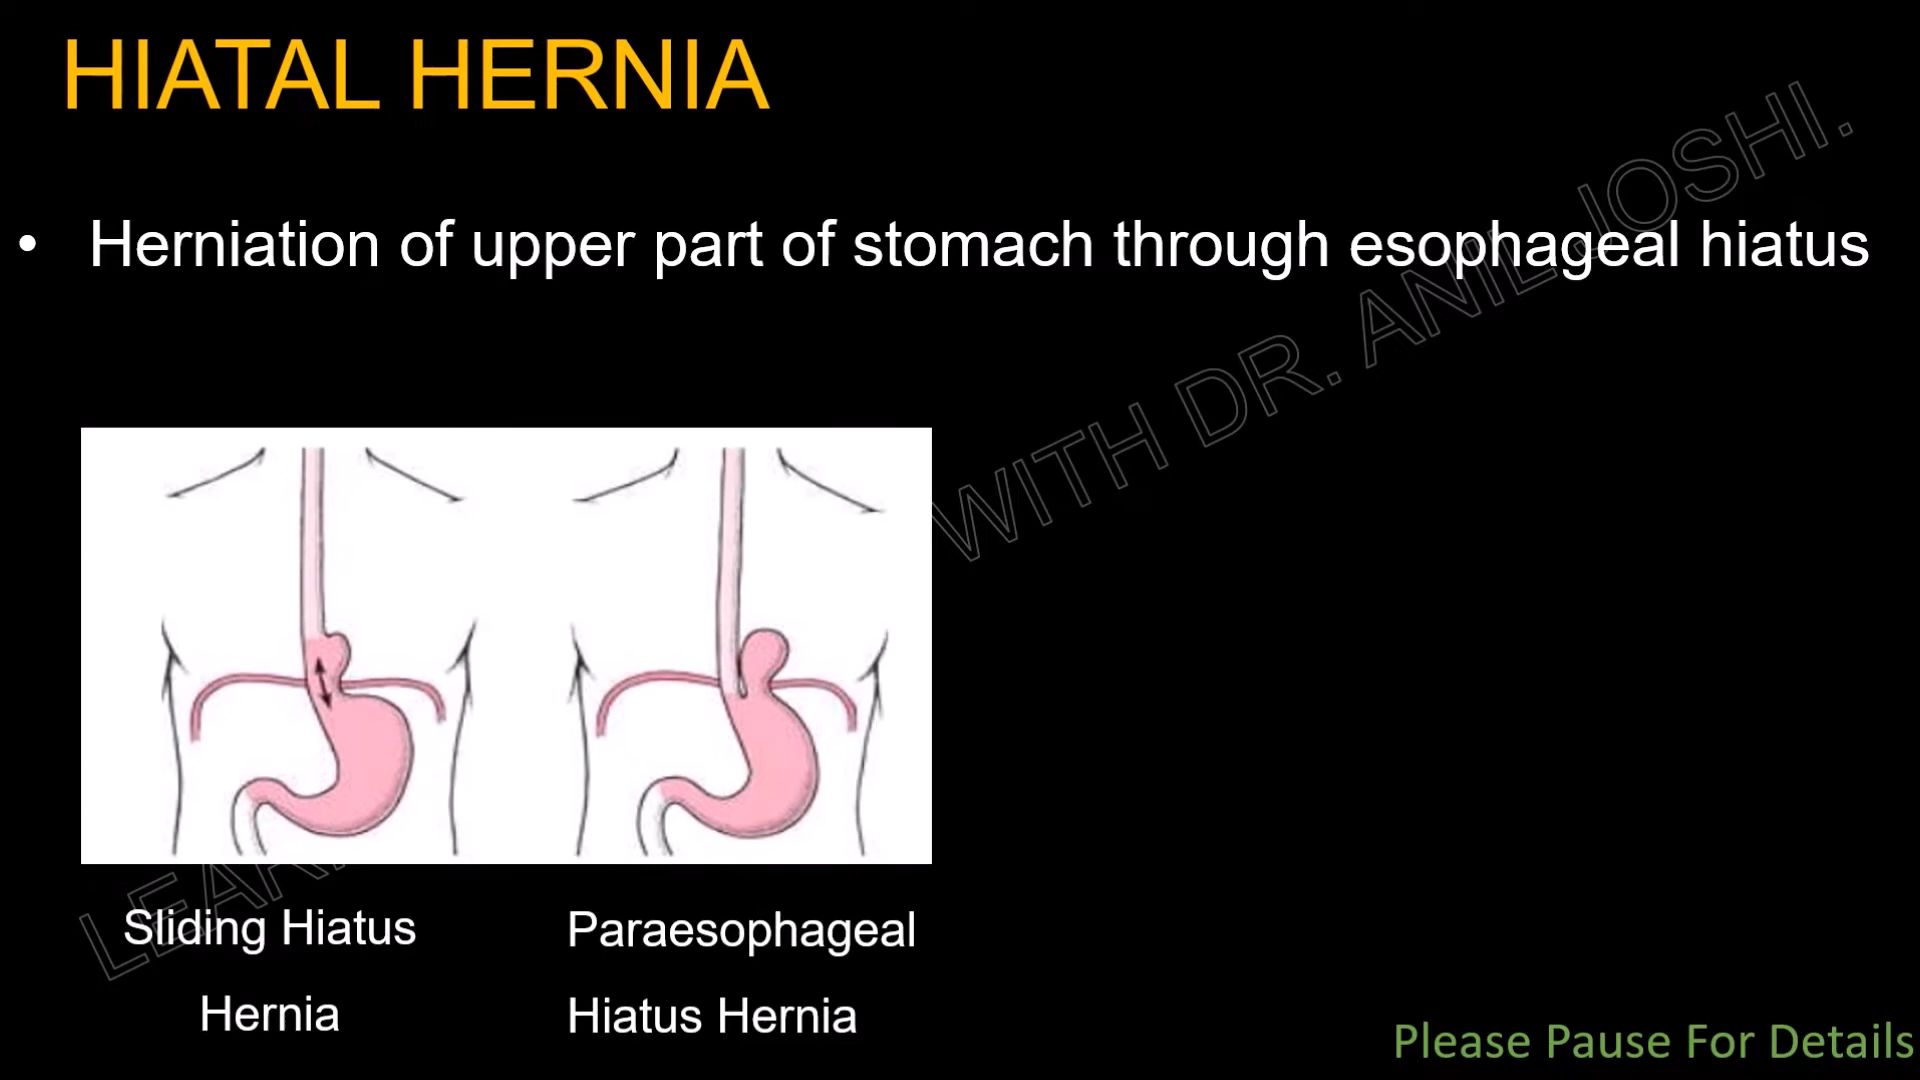 HIATAL HERNIA
• Herniation of upper part of stomach through esophageal hiatus
WITH DR. ANIL JOSHI.
Sliding Hiatus
Hernia
Paraesophageal
Hiatus Hernia
Please Pause For Details